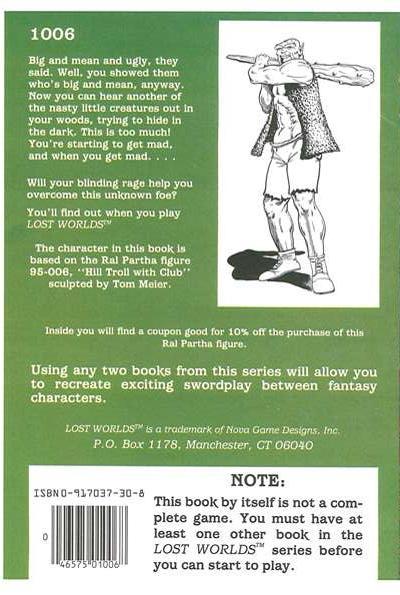 1006
Big and mean and ugly, they
said. Well, you showed them
who's big and mean, anyway.
Now you can hear another of
the nasty little creatures out in
your woods, trying to hide in
the dark. This is too much!
You're starting to get mad,
and when you get mad. . . .
Will your blinding rage help you
overcome this unknown foe?
You'll find out when you play
LOST WORLDS™
The character in this book is
based on the Ral Partha figure
95-006, "Hill Troll with Club"
sculpted by Tom Meier.
Inside you will find a coupon good for 10% off the purchase of this
Ral Partha figure.
Using any two books from this series will allow you
to recreate exciting swordplay between fantasy
characters.
LOST WORLDS™ is a trademark of Nova Game Designs, Inc.
P.O. Box 1178, Manchester, CT 06040
ISBN 0-917037-30-8
0 46575 01006
NOTE:
This book by itself is not a com-
plete game. You must have at
least one other book in the
LOST WORLDS™ series before
you can start to play.